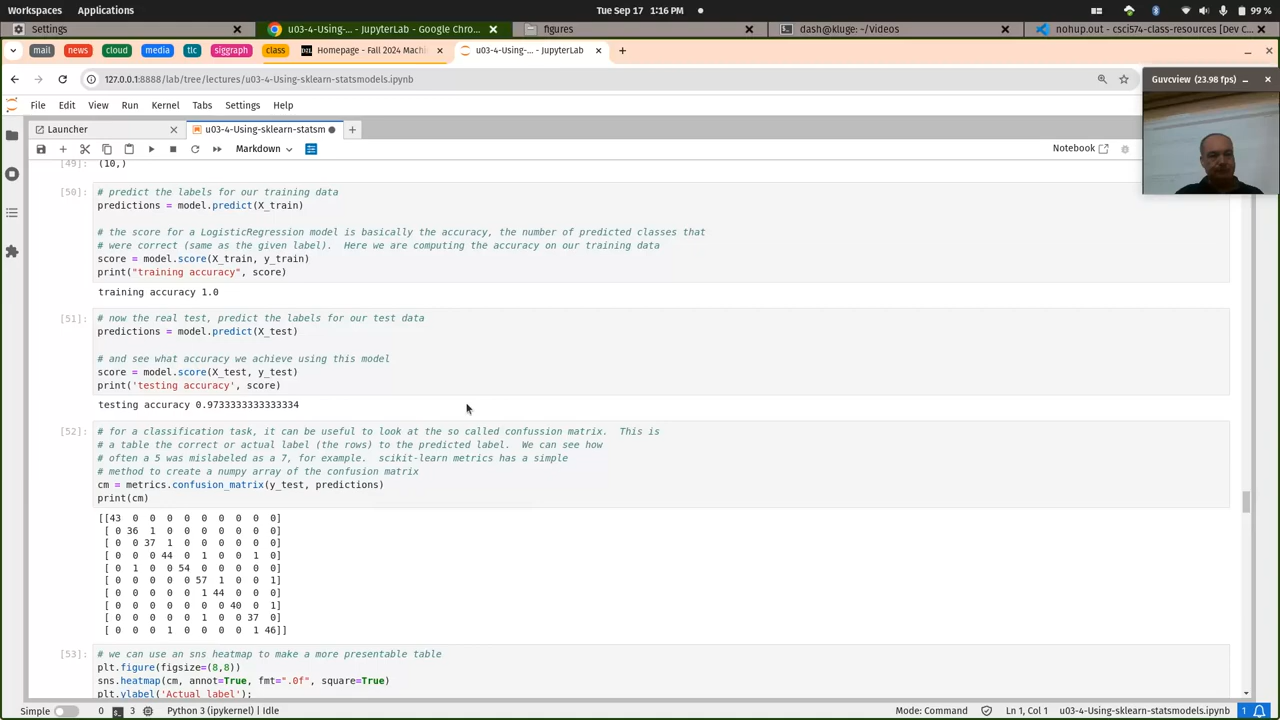 Workspaces Applications Tue Sep 17 1:16 PM 99 %
Settings u03-4-Using-... - JupyterLab - Google Chro... figures dash@kluge: ~/videos nohup.out - csci574-class-resources [Dev C...
mail news cloud media tlc siggraph class Homepage - Fall 2024 Machi u03-4-Using-... - JupyterLab
127.0.0.1:8888/lab/tree/lectures/u03-4-Using-sklearn-statsmodels.ipynb
Guvcview (23.98 fps)
File Edit View Run Kernel Tabs Settings Help
Launcher u03-4-Using-sklearn-statsm
Markdown Notebook
[49]: (10,)
[50]: # predict the labels for our training data
predictions = model.predict(X_train)
# the score for a LogisticRegression model is basically the accuracy, the number of predicted classes that
# were correct (same as the given label).  Here we are computing the accuracy on our training data
score = model.score(X_train, y_train)
print("training accuracy", score)
training accuracy 1.0
[51]: # now the real test, predict the labels for our test data
predictions = model.predict(X_test)
# and see what accuracy we achieve using this model
score = model.score(X_test, y_test)
print('testing accuracy', score)
testing accuracy 0.9733333333333334
[52]: # for a classification task, it can be useful to look at the so called confussion matrix.  This is
# a table the correct or actual label (the rows) to the predicted label.  We can see how
# often a 5 was mislabeled as a 7, for example.  scikit-learn metrics has a simple
# method to create a numpy array of the confusion matrix
cm = metrics.confusion_matrix(y_test, predictions)
print(cm)
[[43  0  0  0  0  0  0  0  0  0]
[ 0 36  1  0  0  0  0  0  0  0]
[ 0  0 37  1  0  0  0  0  0  0]
[ 0  0  0 44  0  1  0  0  1  0]
[ 0  1  0  0 54  0  0  0  0  0]
[ 0  0  0  0  0 57  1  0  0  1]
[ 0  0  0  0  0  1 44  0  0  0]
[ 0  0  0  0  0  0  0 40  0  1]
[ 0  0  0  0  0  1  0  0 37  0]
[ 0  0  0  1  0  0  0  0  1 46]]
[53]: # we can use an sns heatmap to make a more presentable table
plt.figure(figsize=(8,8))
sns.heatmap(cm, annot=True, fmt=".0f", square=True)
plt.ylabel('Actual label');
Simple 0 3 Python 3 (ipykernel) | Idle Mode: Command Ln 1, Col 1 u03-4-Using-sklearn-statsmodels.ipynb 1